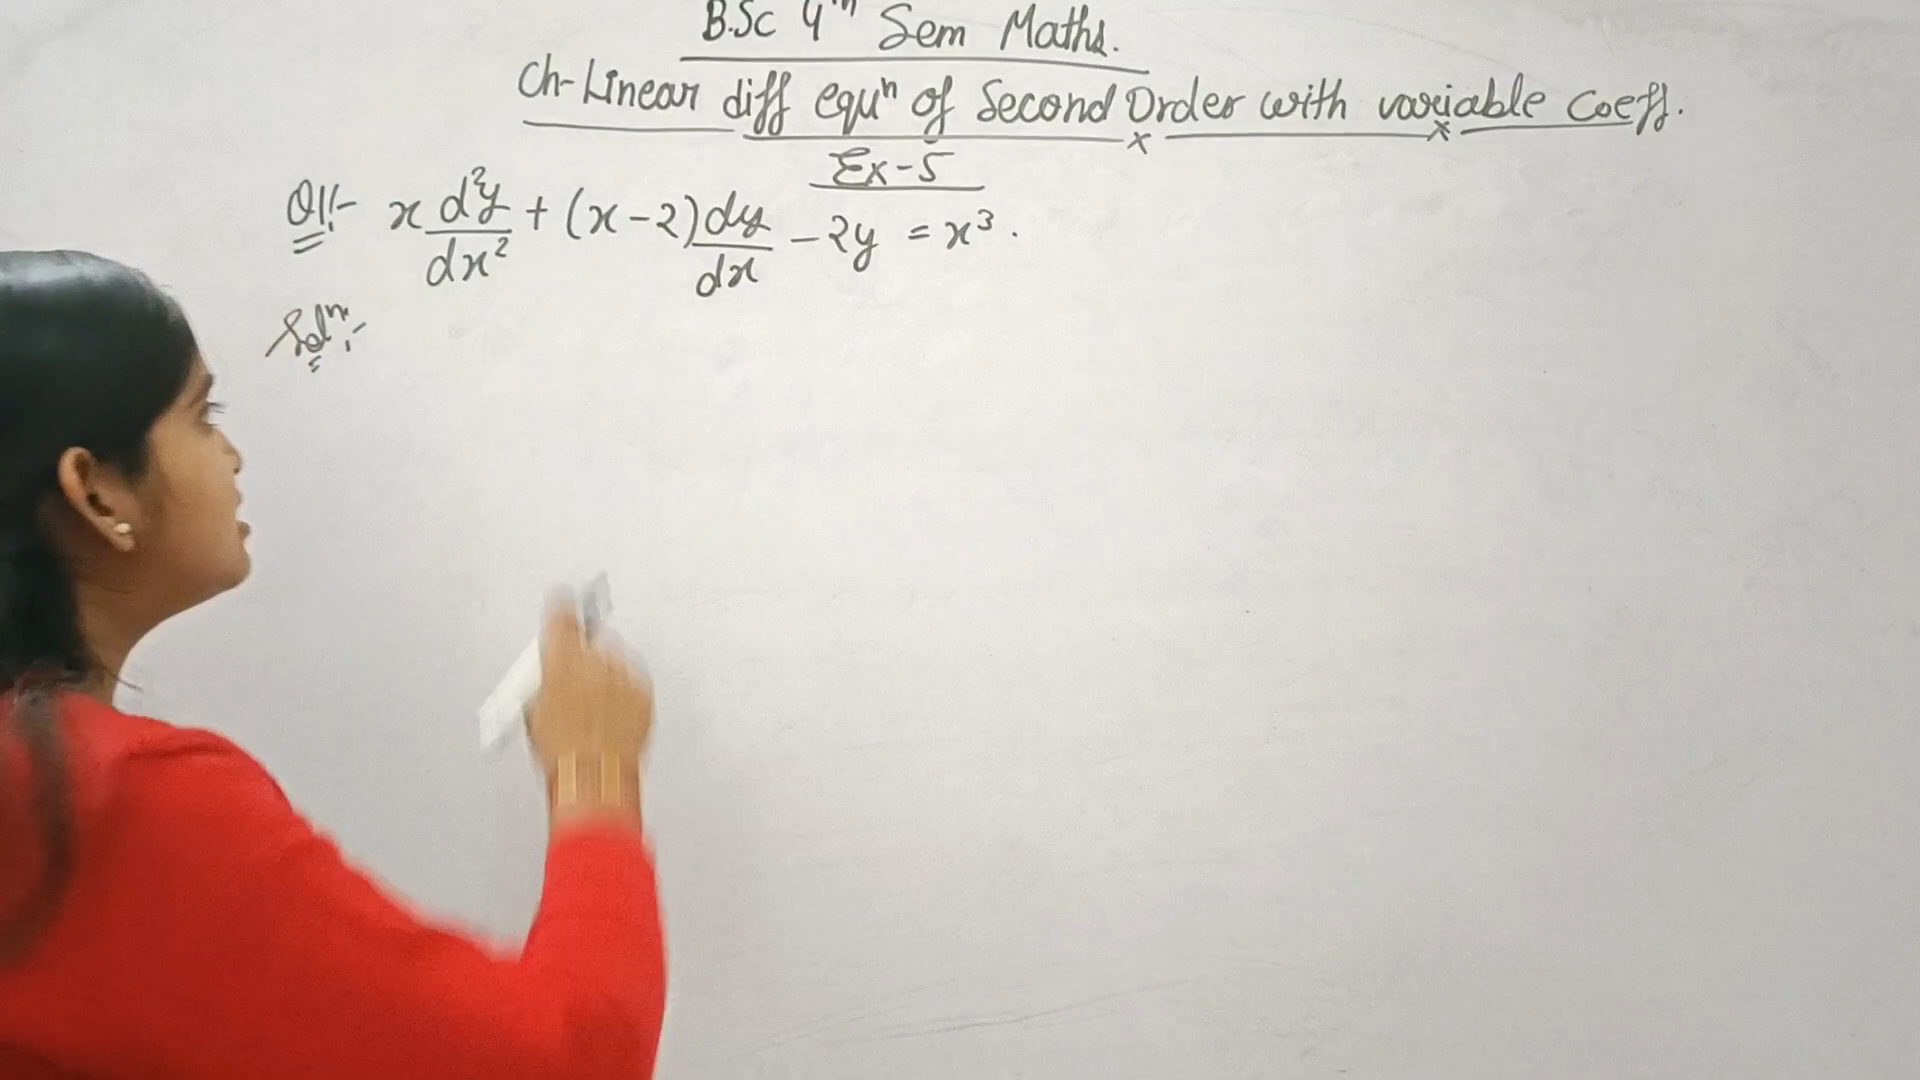 B.Sc 4th Sem Maths.
Ch-Linear diff equn of Second Order with variable Coeff.
Ex-5
Q1!- x d²y/dx² + (x-2) dy/dx - 2y = x³.
Soln:-